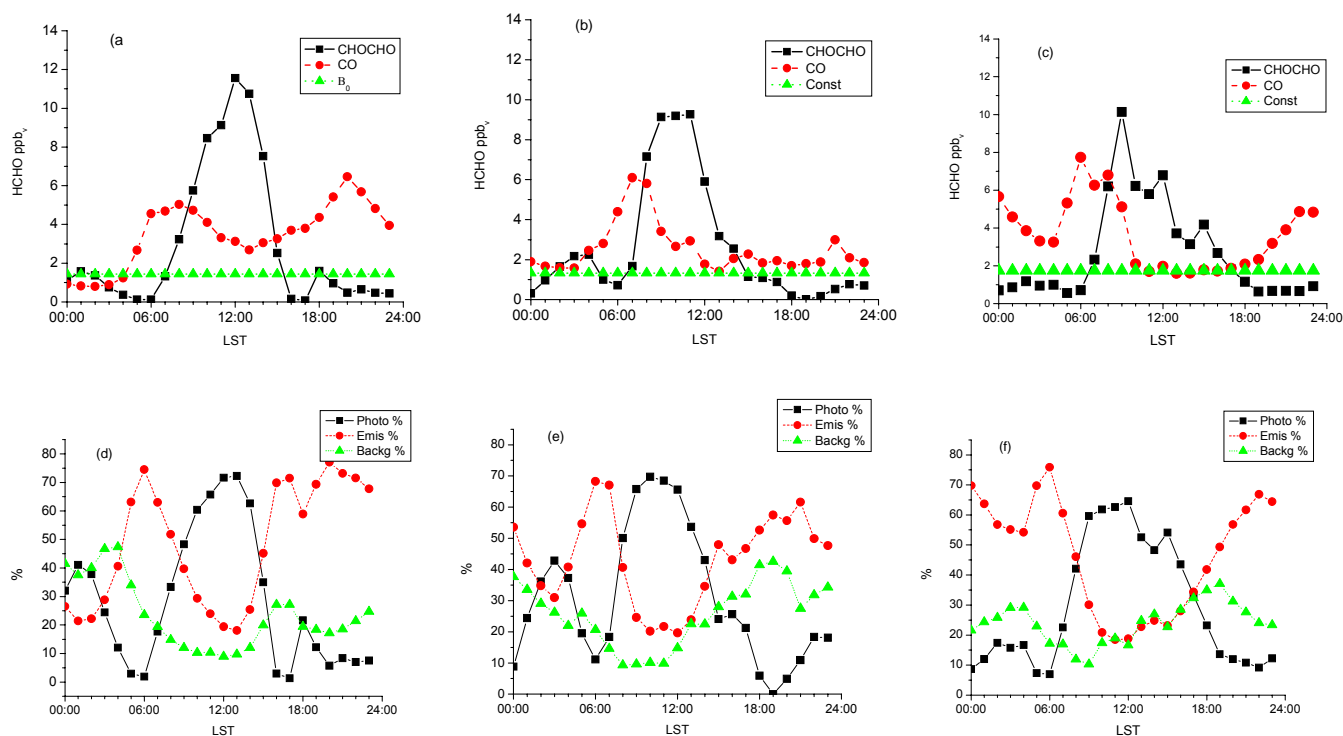 (a
CHOCHO
CO
B0
HCHO ppbv
14
12
10
8
6
4
2
0
00:00 06:00 12:00 18:00 24:00
LST
(b)
CHOCHO
CO
Const
HCHO ppbv
14
12
10
8
6
4
2
0
00:00 06:00 12:00 18:00 24:00
LST
(c)
CHOCHO
CO
Const
HCHO ppbv
14
12
10
8
6
4
2
0
00:00 06:00 12:00 18:00 24:00
LST
(d)
Photo %
Emis %
Backg %
%
80
70
60
50
40
30
20
10
0
00:00 06:00 12:00 18:00 24:00
LST
(e)
Photo %
Emis %
Backg %
%
80
70
60
50
40
30
20
10
0
00:00 06:00 12:00 18:00 24:00
LST
(f)
Photo %
Emis %
Backg %
%
80
70
60
50
40
30
20
10
0
00:00 06:00 12:00 18:00 24:00
LST